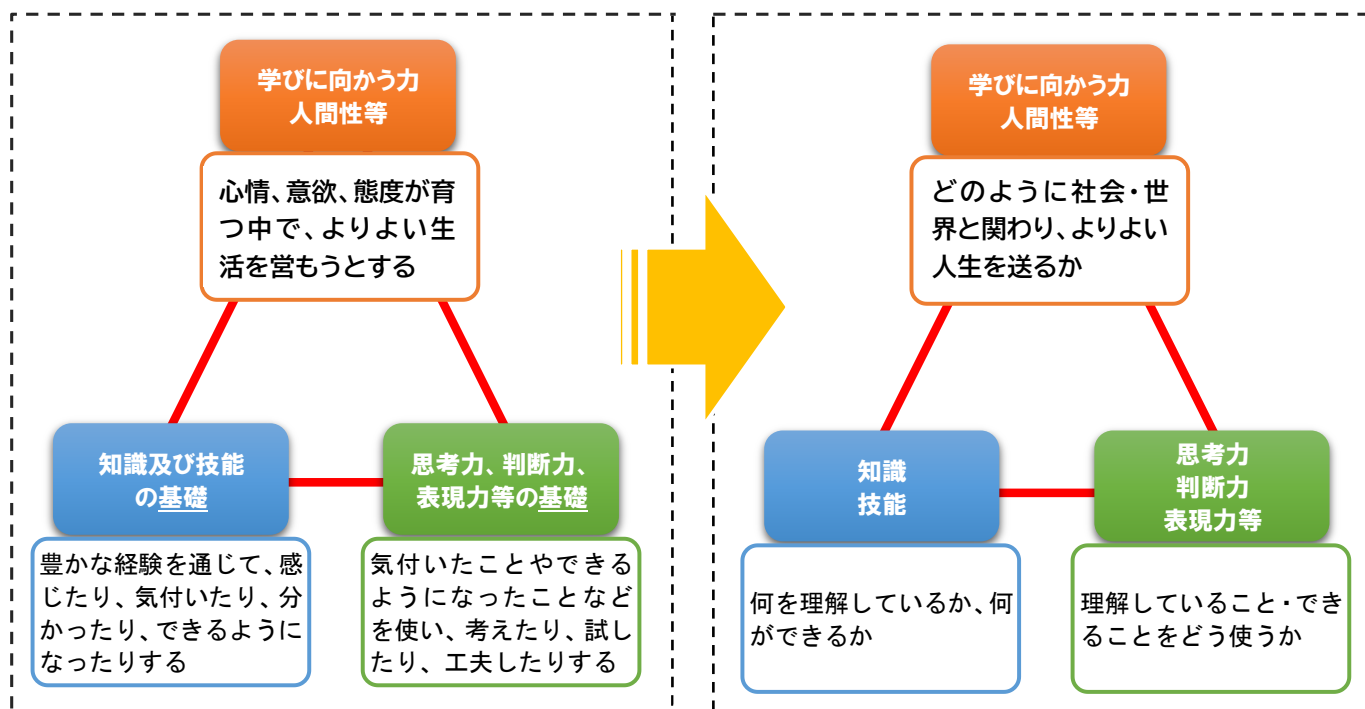 学びに向かう力
人間性等
心情、意欲、態度が育
つ中で、よりよい生
活を営もうとする
知識及び技能
の基礎
豊かな経験を通じて、感
じたり、気付いたり、分
かったり、できるように
なったりする
思考力、判断力、
表現力等の基礎
気付いたことやできる
ようになったことなど
を使い、考えたり、試し
たり、工夫したりする
学びに向かう力
人間性等
どのように社会・世
界と関わり、よりよい
人生を送るか
知識
技能
何を理解しているか、何
ができるか
思考力
判断力
表現力等
理解していること・でき
ることをどう使うか